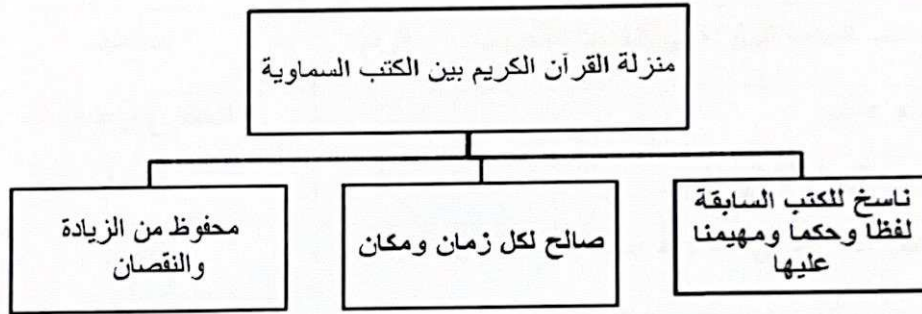 منزلة القرآن الكريم بين الكتب السماوية
ناسخ للكتب السابقة
لفظا وحكما ومهيمنا
عليها
صالح لكل زمان ومكان
محفوظ من الزيادة
والنقصان